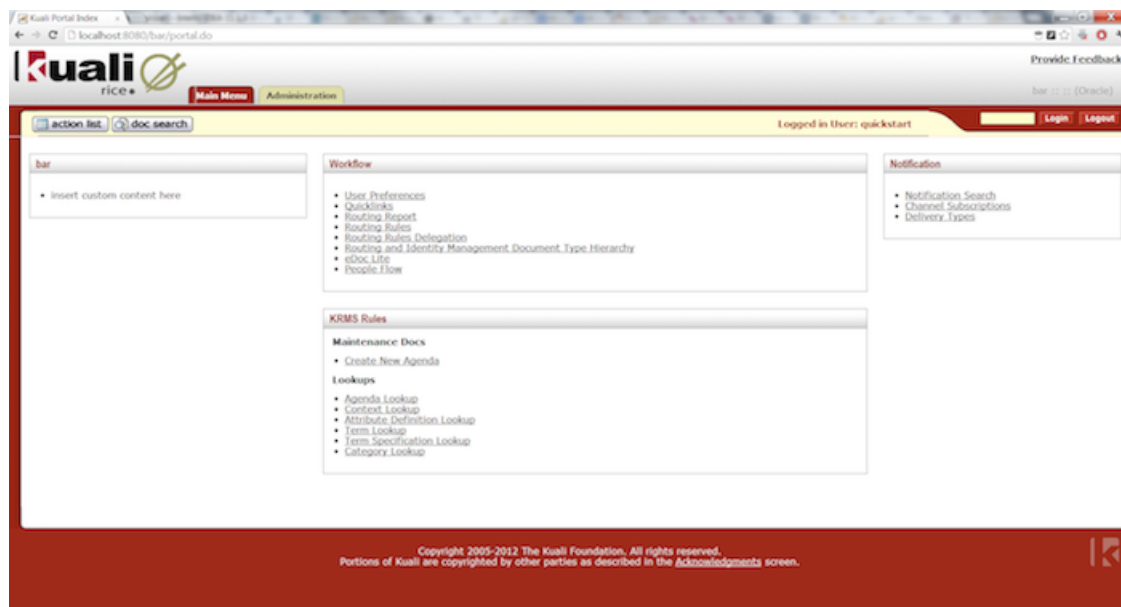 Kuali Portal Index
localhost:8080/bar/portal.do
kuali
rice
Main Menu
Administration
Provide Feedback
bar :: :: (Oracle)
action list
doc search
Logged in User: quickstart
Login
Logout
bar
• insert custom content here
Workflow
• User Preferences
• Quicklinks
• Routing Report
• Routing Rules
• Routing Rules Delegation
• Routing and Identity Management Document Type Hierarchy
• eDoc Lite
• People Flow
KRMS Rules
Maintenance Docs
• Create New Agenda
Lookups
• Agenda Lookup
• Context Lookup
• Attribute Definition Lookup
• Term Lookup
• Term Specification Lookup
• Category Lookup
Notification
• Notification Search
• Channel Subscriptions
• Delivery Types
Copyright 2005-2012 The Kuali Foundation. All rights reserved.
Portions of Kuali are copyrighted by other parties as described in the Acknowledgments screen.